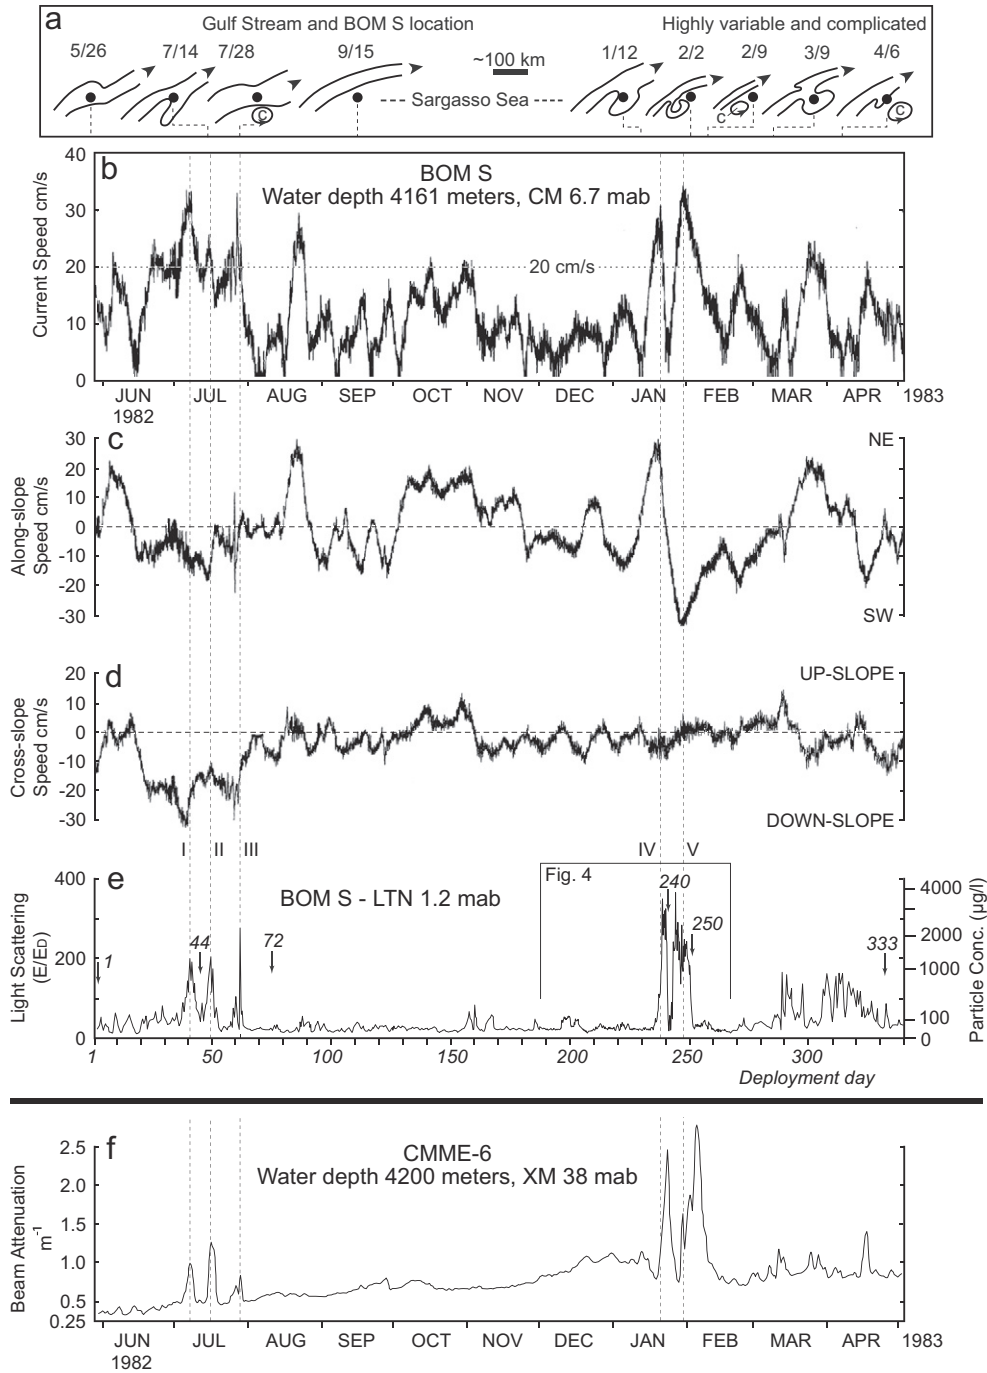 a
Gulf Stream and BOM S location
Highly variable and complicated
5/26 7/14 7/28 9/15 ~100 km 1/12 2/2 2/9 3/9 4/6
Sargasso Sea
C
C
C
b
BOM S
Water depth 4161 meters, CM 6.7 mab
Current Speed cm/s
40
30
20
10
0
20 cm/s
JUN JUL AUG SEP OCT NOV DEC JAN FEB MAR APR 1983
1982
c
NE
Along-slope
Speed cm/s
30
20
10
0
-10
-20
-30
SW
d
UP-SLOPE
Cross-slope
Speed cm/s
20
10
0
-10
-20
-30
DOWN-SLOPE
I II III IV V
e
BOM S - LTN 1.2 mab
Fig. 4
Light Scattering
(E/ED)
400
300
200
100
0
1
44
72
240
250
333
4000
2000
1000
100
0
Particle Conc. (µg/l)
1 50 100 150 200 250 300
Deployment day
f
CMME-6
Water depth 4200 meters, XM 38 mab
Beam Attenuation
m-1
2.5
2.0
1.5
1.0
0.5
0.25
JUN JUL AUG SEP OCT NOV DEC JAN FEB MAR APR 1983
1982